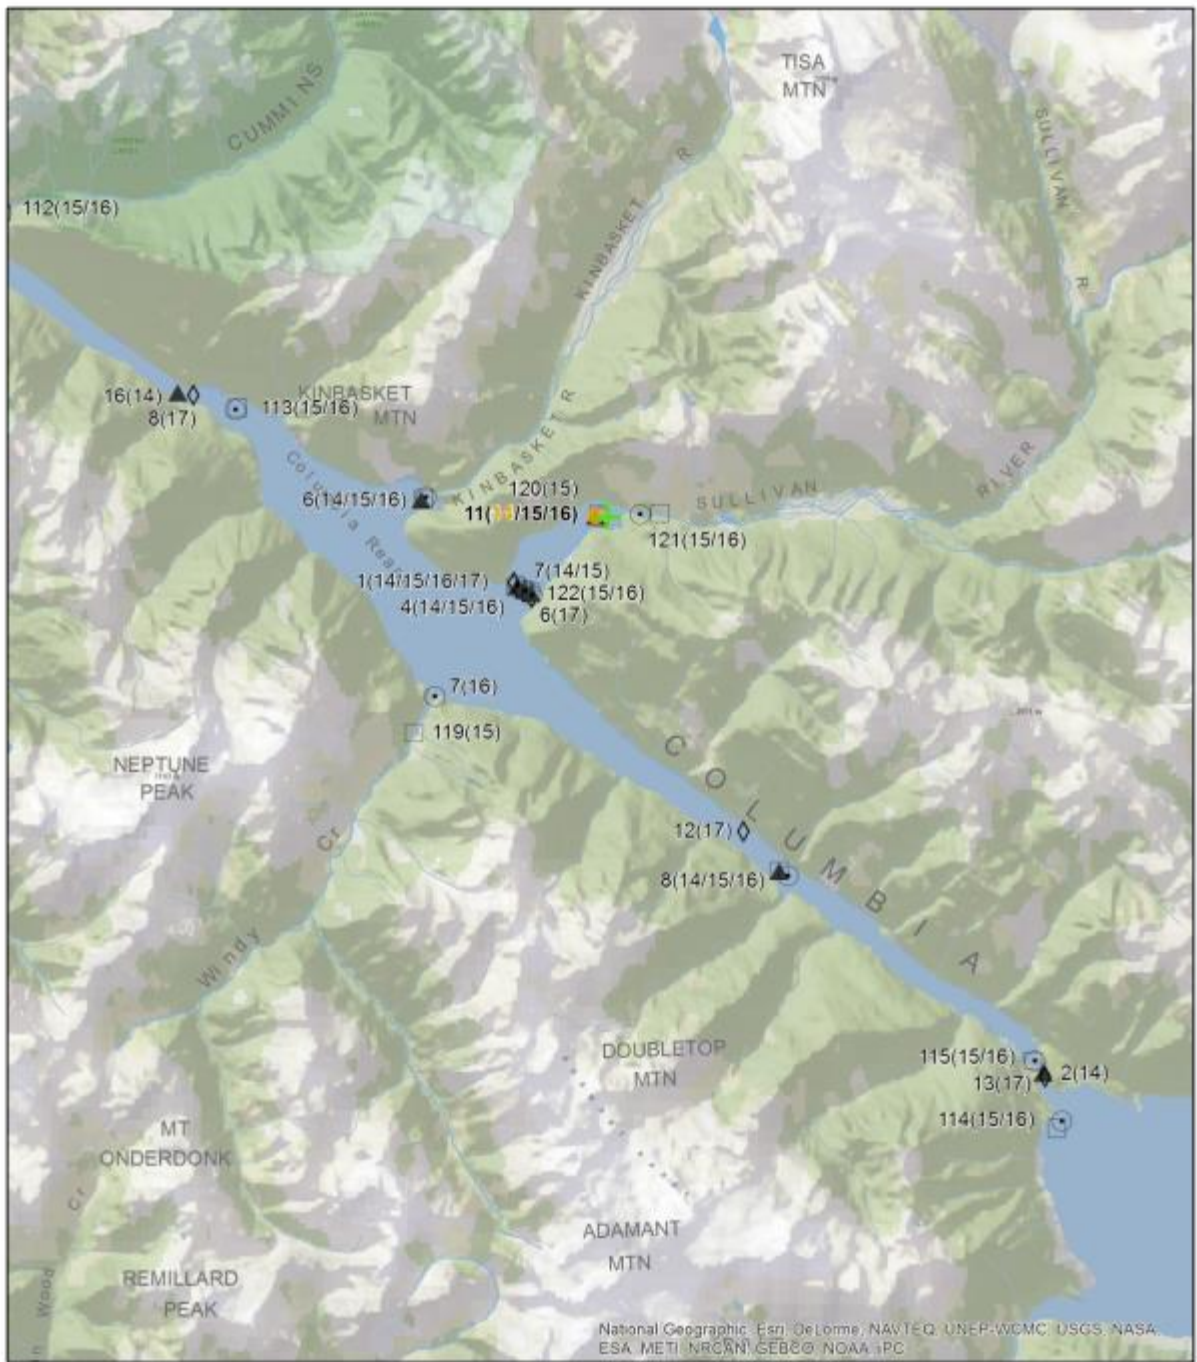 TISA
MTN
CUMMINS
SULLIVAN
R
112(15/16)
KINBASKET
R
16(14)
8(17)
KINBASKET
MTN
113(15/16)
Columbia Reac
6(14/15/16)
KINBASKET R
120(15)
11(
/15/16)
SULLIVAN
RIVER
121(15/16)
1(14/15/16/17)
7(14/15)
4(14/15/16)
122(15/16)
6(17)
7(16)
119(15)
NEPTUNE
PEAK
Windy Cr
COLUMBIA
12(17)
8(14/15/16)
DOUBLETOP
MTN
115(15/16)
13(17)
2(14)
114(15/16)
MT
ONDERDONK
Cr
ADAMANT
MTN
REMILLARD
PEAK
Wood
National Geographic, Esri, DeLorme, NAVTEQ, UNEP-WCMC, USGS, NASA,
ESA, METI, NRCAN, GEBCO, NOAA, iPC